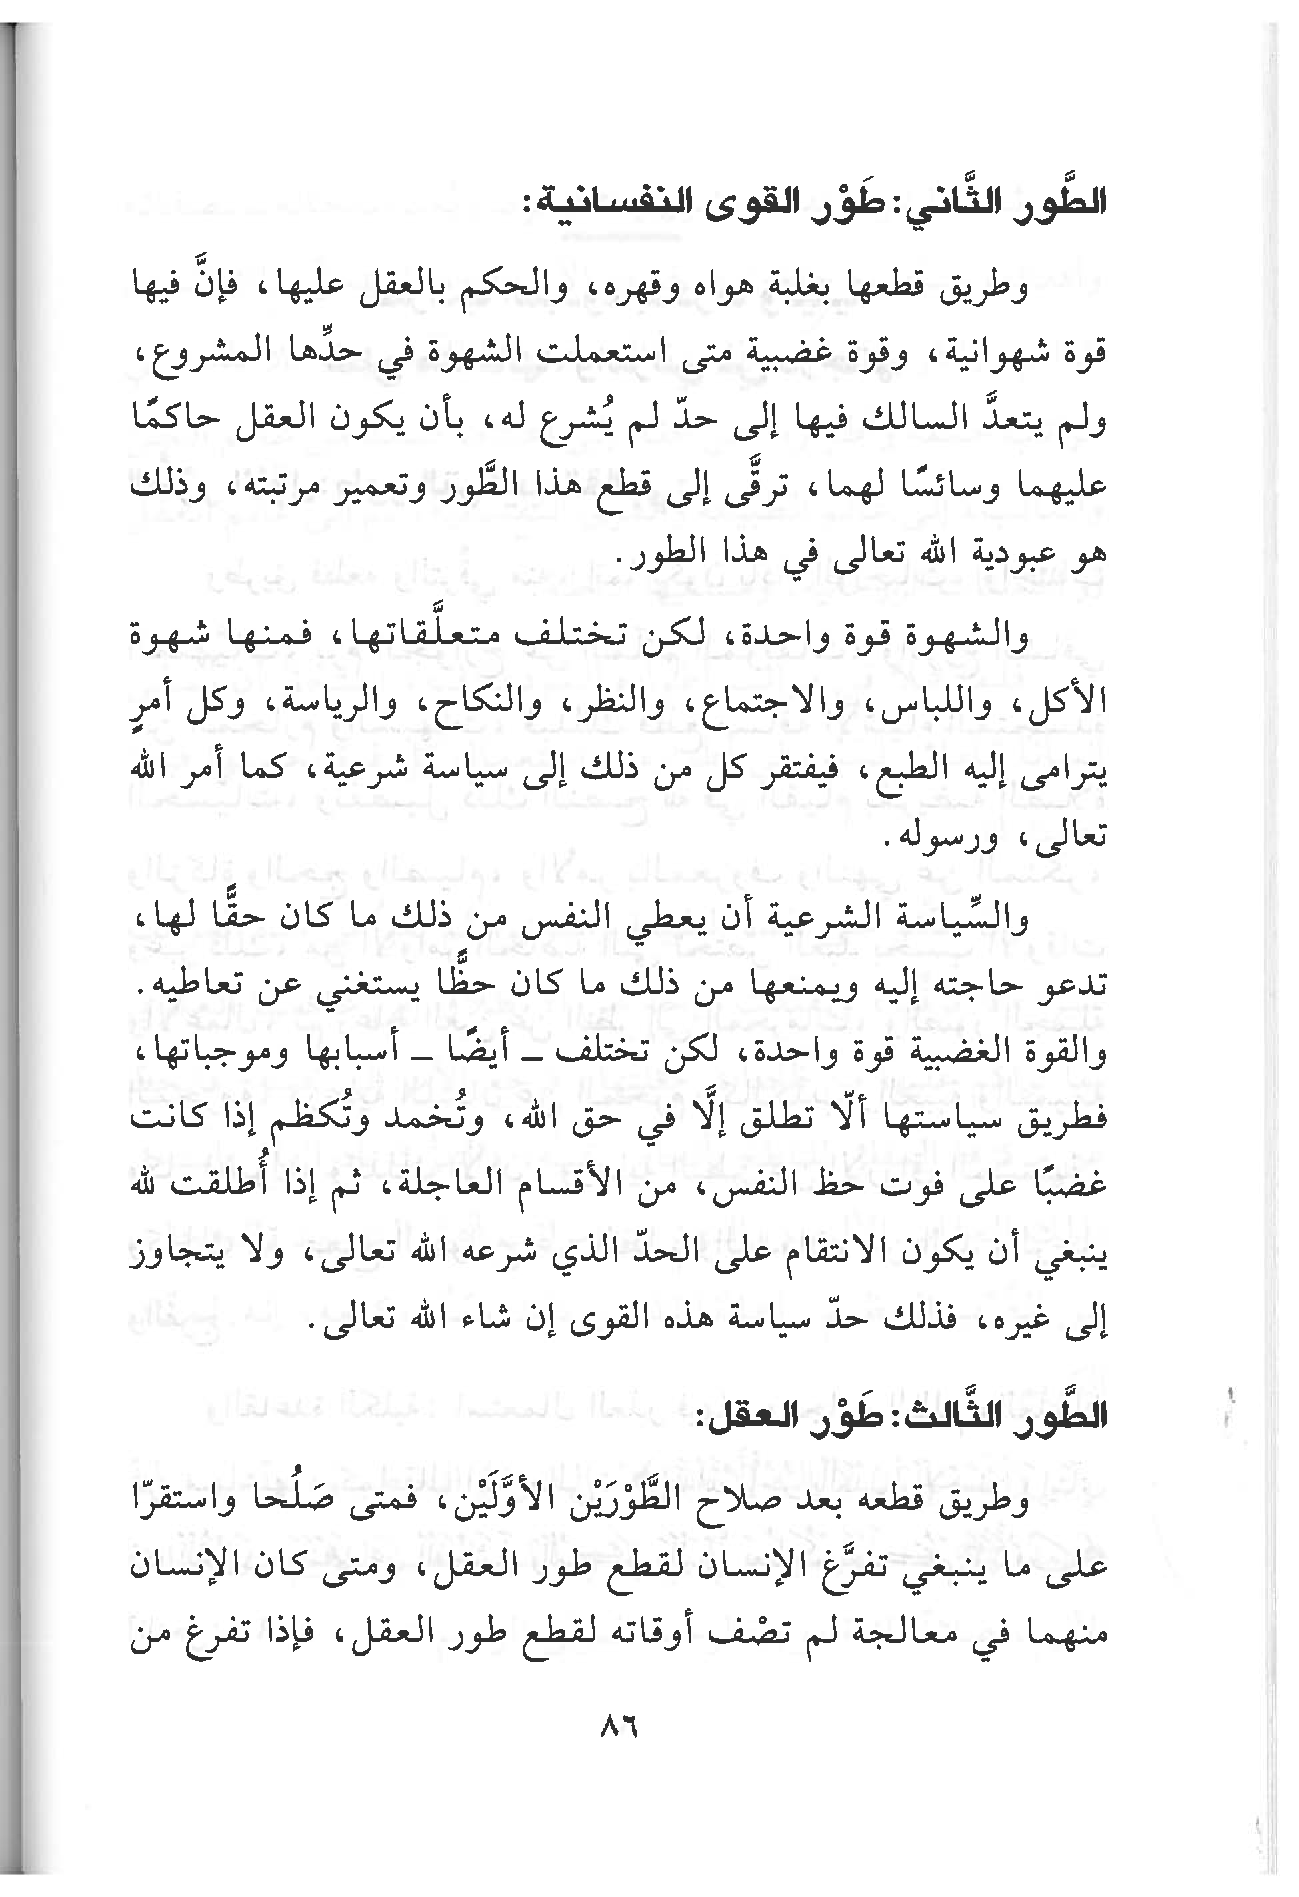 الطَّور الثَّاني: طَوْر القوى النفسانية:
وطريق قطعها بغلبة هواه وقهره، والحكم بالعقل عليها، فإنَّ فيها
قوة شهوانية، وقوة غضبية متى استعملت الشهوة في حدِّها المشروع،
ولم يتعدَّ السالك فيها إلى حدّ لم يُشرع له، بأن يكون العقل حاكمًا
عليهما وسائسًا لهما، ترقَّى إلى قطع هذا الطَّور وتعمير مرتبته، وذلك
هو عبودية الله تعالى في هذا الطور.
والشهوة قوة واحدة، لكن تختلف متعلَّقاتها، فمنها شهوة
الأكل، واللباس، والاجتماع، والنظر، والنكاح، والرياسة، وكل أمرٍ
يترامى إليه الطبع، فيفتقر كل من ذلك إلى سياسة شرعية، كما أمر الله
تعالى، ورسوله.
والسِّياسة الشرعية أن يعطي النفس من ذلك ما كان حقًّا لها،
تدعو حاجته إليه ويمنعها من ذلك ما كان حظًّا يستغني عن تعاطيه.
والقوة الغضبية قوة واحدة، لكن تختلف ـ أيضًا ـ أسبابها وموجباتها،
فطريق سياستها ألّا تطلق إلَّا في حق الله، وتُخمد وتُكظم إذا كانت
غضبًا على فوت حظ النفس، من الأقسام العاجلة، ثم إذا أُطلقت لله
ينبغي أن يكون الانتقام على الحدّ الذي شرعه الله تعالى، ولا يتجاوز
إلى غيره، فذلك حدّ سياسة هذه القوى إن شاء الله تعالى.
الطَّور الثَّالث: طَوْر العقل:
وطريق قطعه بعد صلاح الطَّوْرَيْن الأوَّلَيْن، فمتى صَلُحا واستقرّا
على ما ينبغي تفرَّغ الإنسان لقطع طور العقل، ومتى كان الإنسان
منهما في معالجة لم تصْف أوقاته لقطع طور العقل، فإذا تفرغ من
٨٦